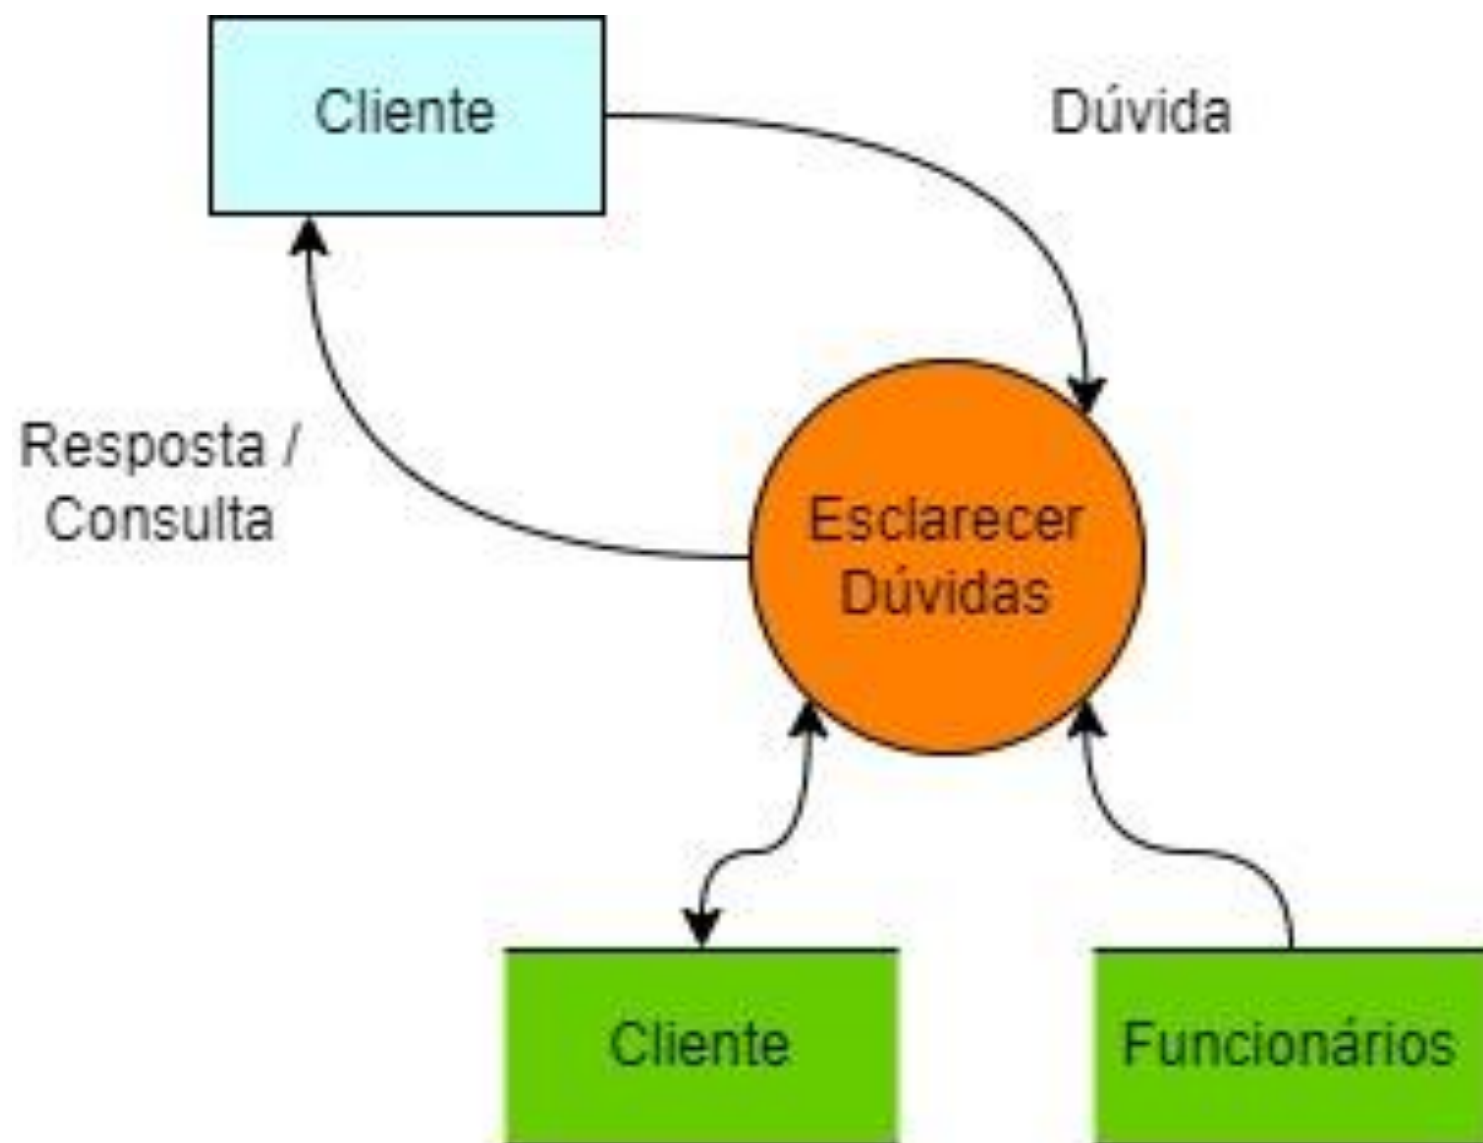 Cliente
Dúvida
Resposta /
Consulta
Esclarecer
Dúvidas
Cliente
Funcionários